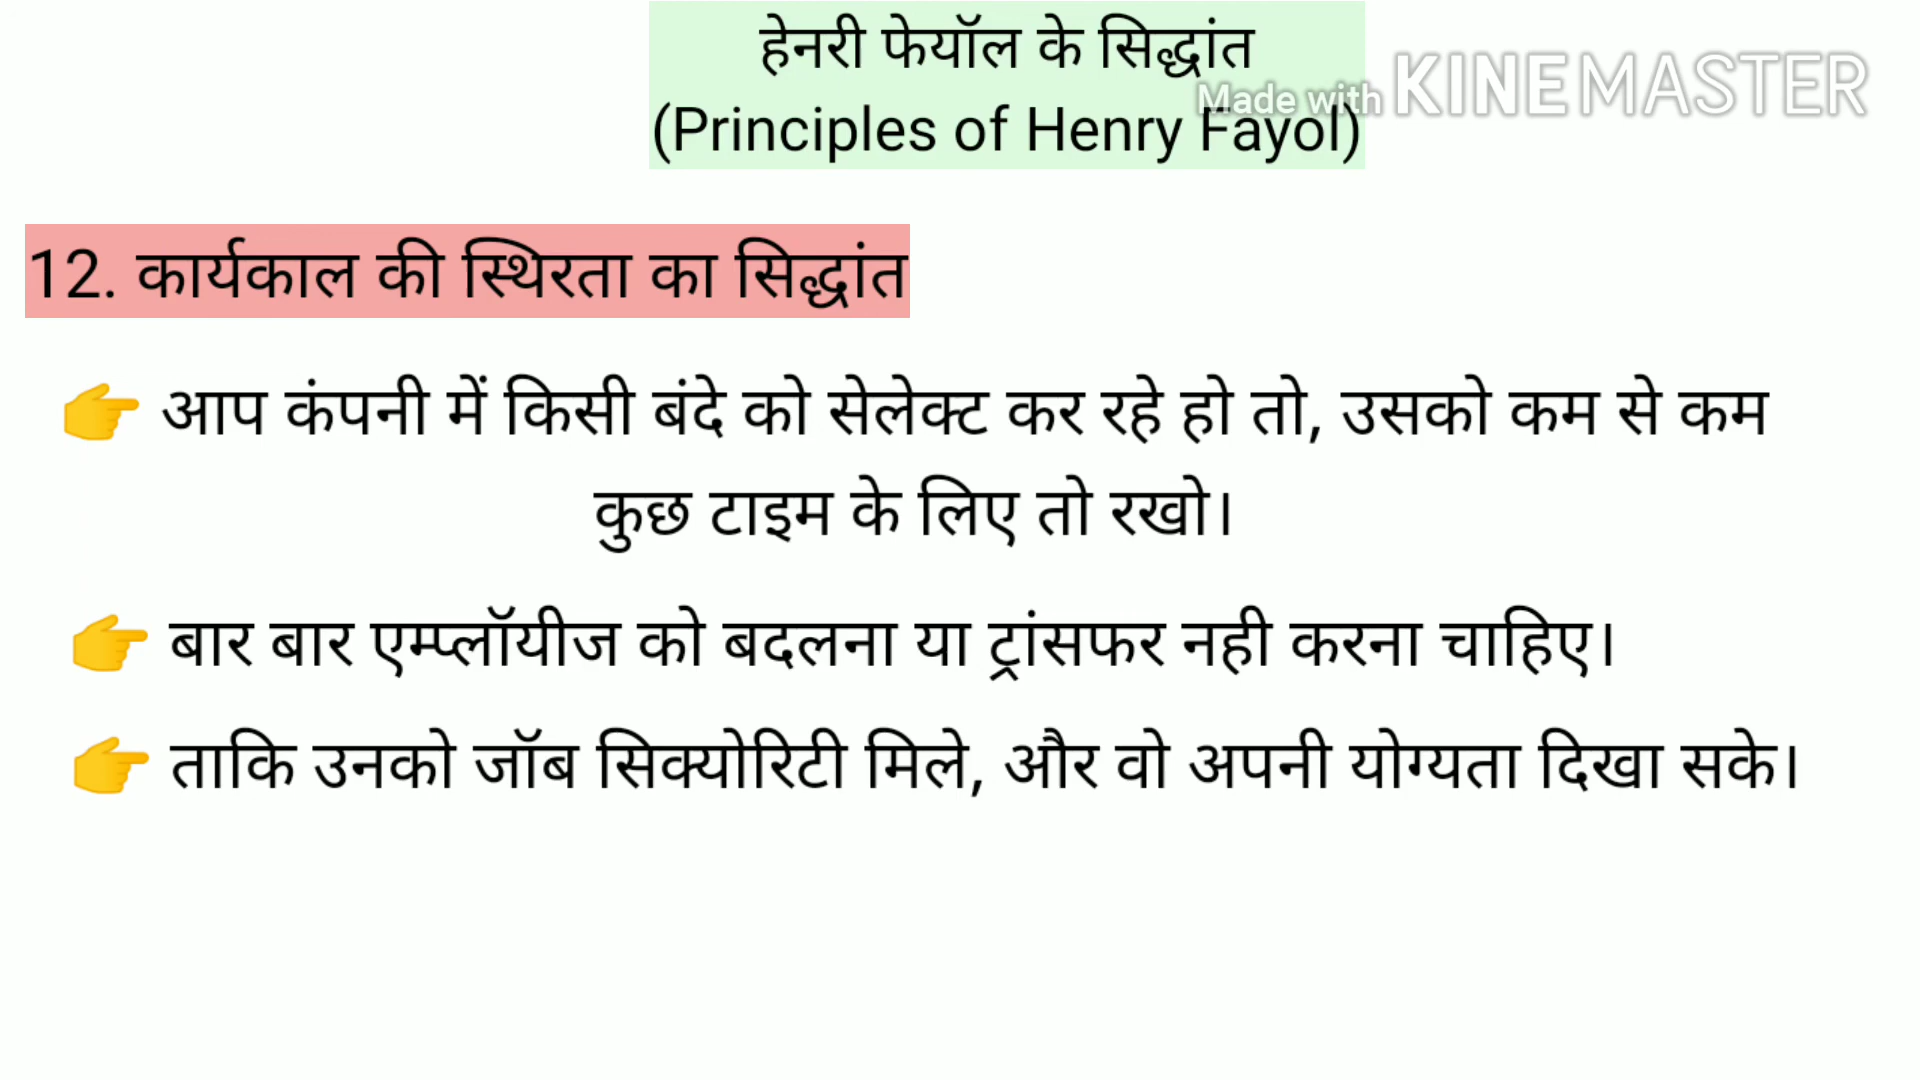 हेनरी फेयॉल के सिद्धांत
(Principles of Henry Fayol)
Made with KINEMASTER
12. कार्यकाल की स्थिरता का सिद्धांत
👉 आप कंपनी में किसी बंदे को सेलेक्ट कर रहे हो तो, उसको कम से कम
कुछ टाइम के लिए तो रखो।
👉 बार बार एम्प्लॉयीज को बदलना या ट्रांसफर नही करना चाहिए।
👉 ताकि उनको जॉब सिक्योरिटी मिले, और वो अपनी योग्यता दिखा सके।